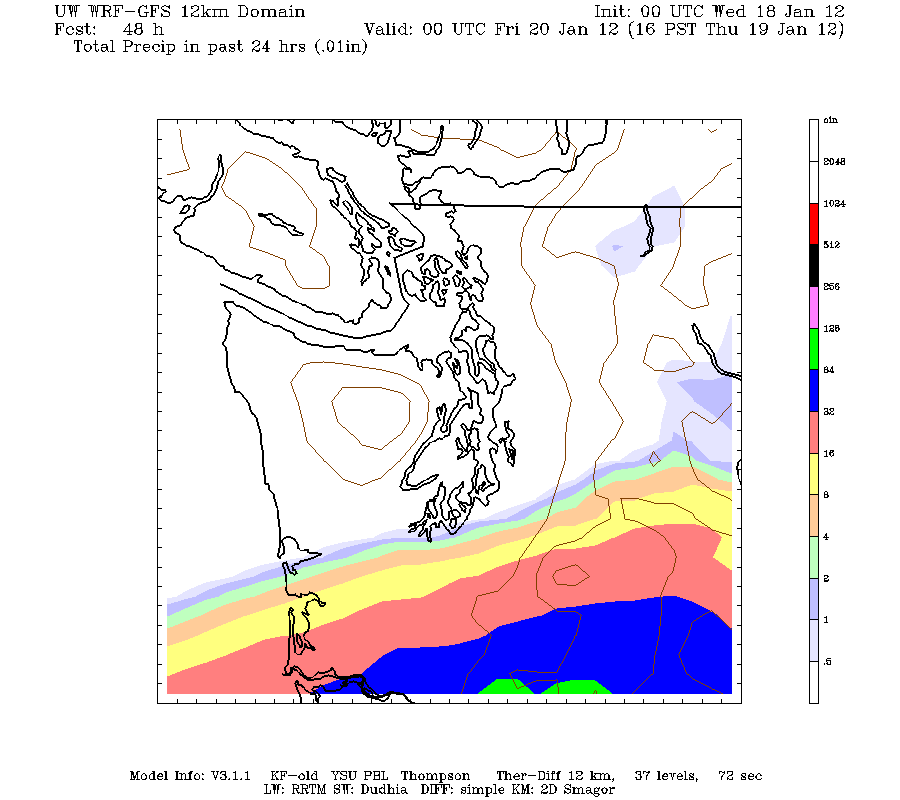 UW WRF-GFS 12km Domain Init: 00 UTC Wed 18 Jan 12
Fcst: 48 h Valid: 00 UTC Fri 20 Jan 12 (16 PST Thu 19 Jan 12)
Total Precip in past 24 hrs (.01in)
oin
2048
1034
512
256
128
64
32
16
8
4
2
1
.5
Model Info: V3.1.1 KF-old YSU PBL Thompson Ther-Diff 12 km, 37 levels, 72 sec
LW: RRTM SW: Dudhia DIFF: simple KM: 2D Smagor